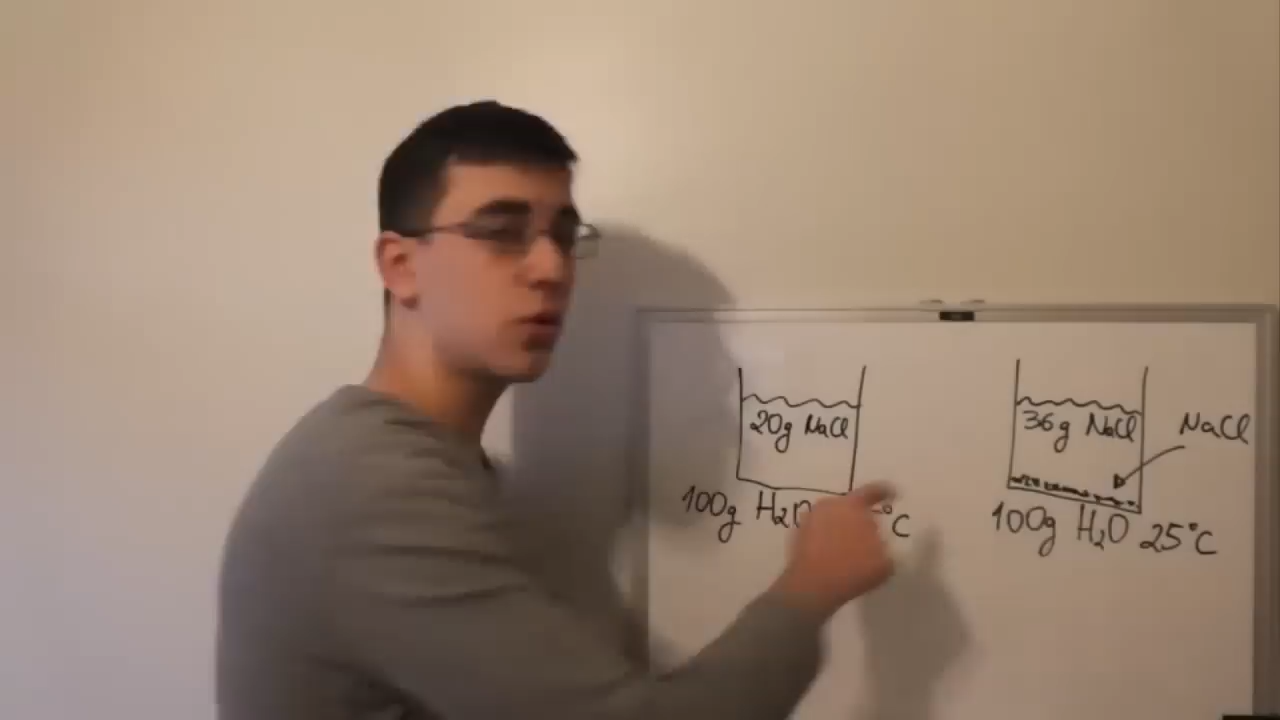 20g NaCl
100g H₂O °C
36g NaCl
NaCl
100g H₂O 25°C